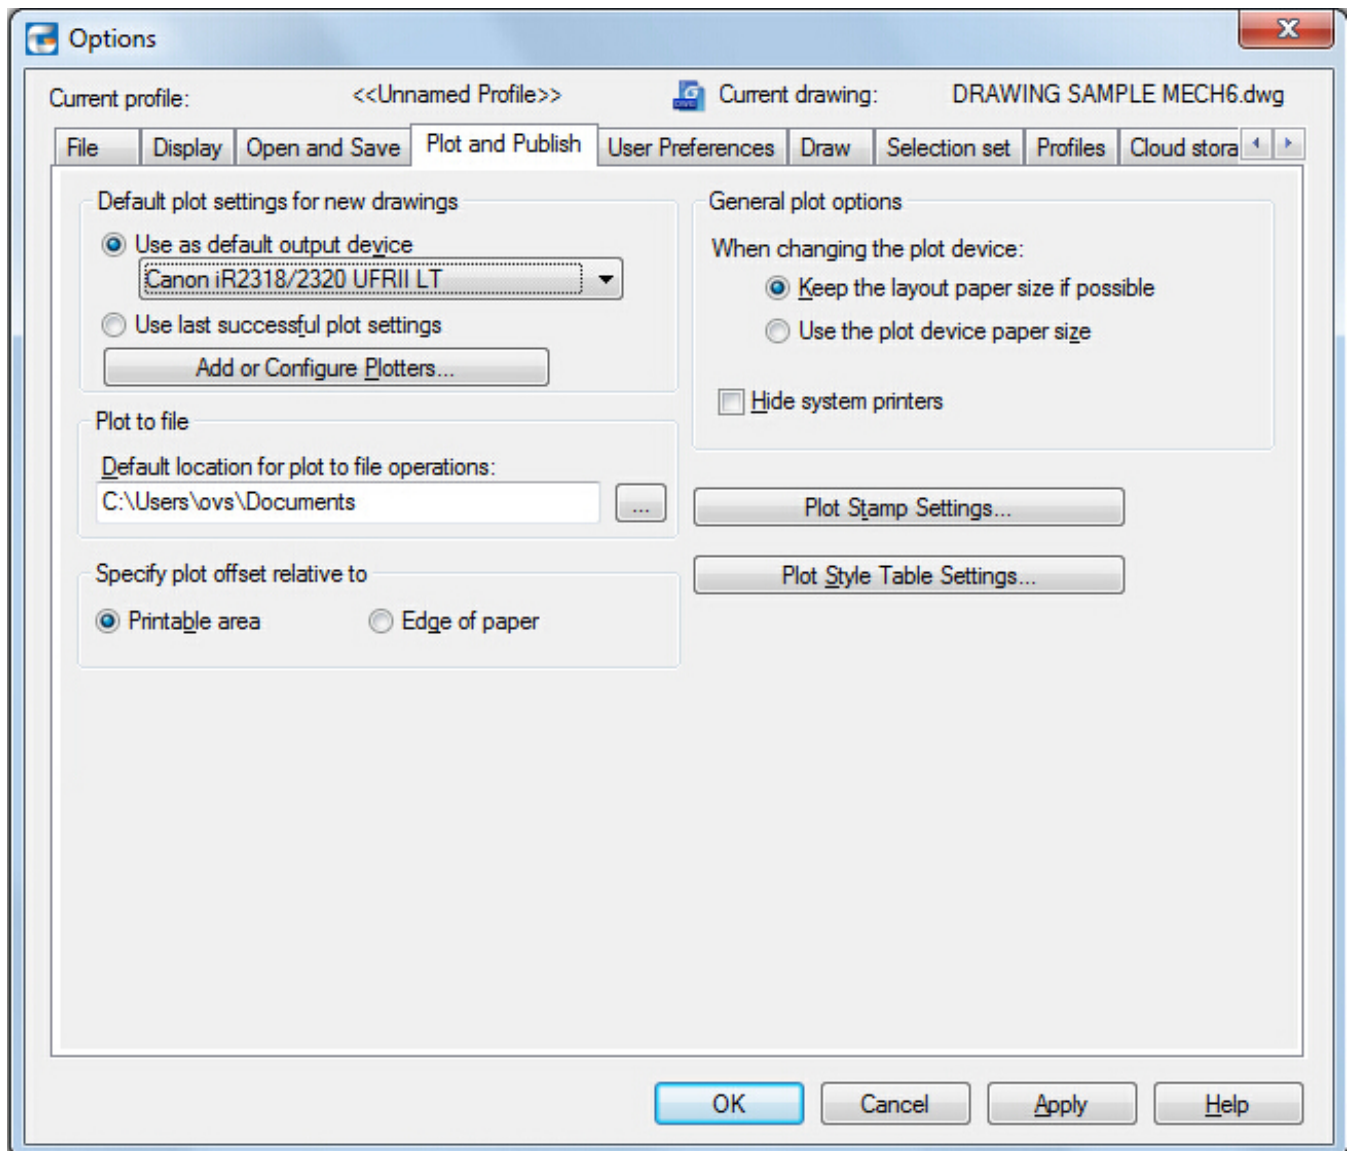 Options
Current profile: <<Unnamed Profile>> Current drawing: DRAWING SAMPLE MECH6.dwg
File Display Open and Save Plot and Publish User Preferences Draw Selection set Profiles Cloud stora
Default plot settings for new drawings
Use as default output device
Canon iR2318/2320 UFRII LT
Use last successful plot settings
Add or Configure Plotters...
Plot to file
Default location for plot to file operations:
C:\Users\ovs\Documents
...
Specify plot offset relative to
Printable area Edge of paper
General plot options
When changing the plot device:
Keep the layout paper size if possible
Use the plot device paper size
Hide system printers
Plot Stamp Settings...
Plot Style Table Settings...
OK Cancel Apply Help